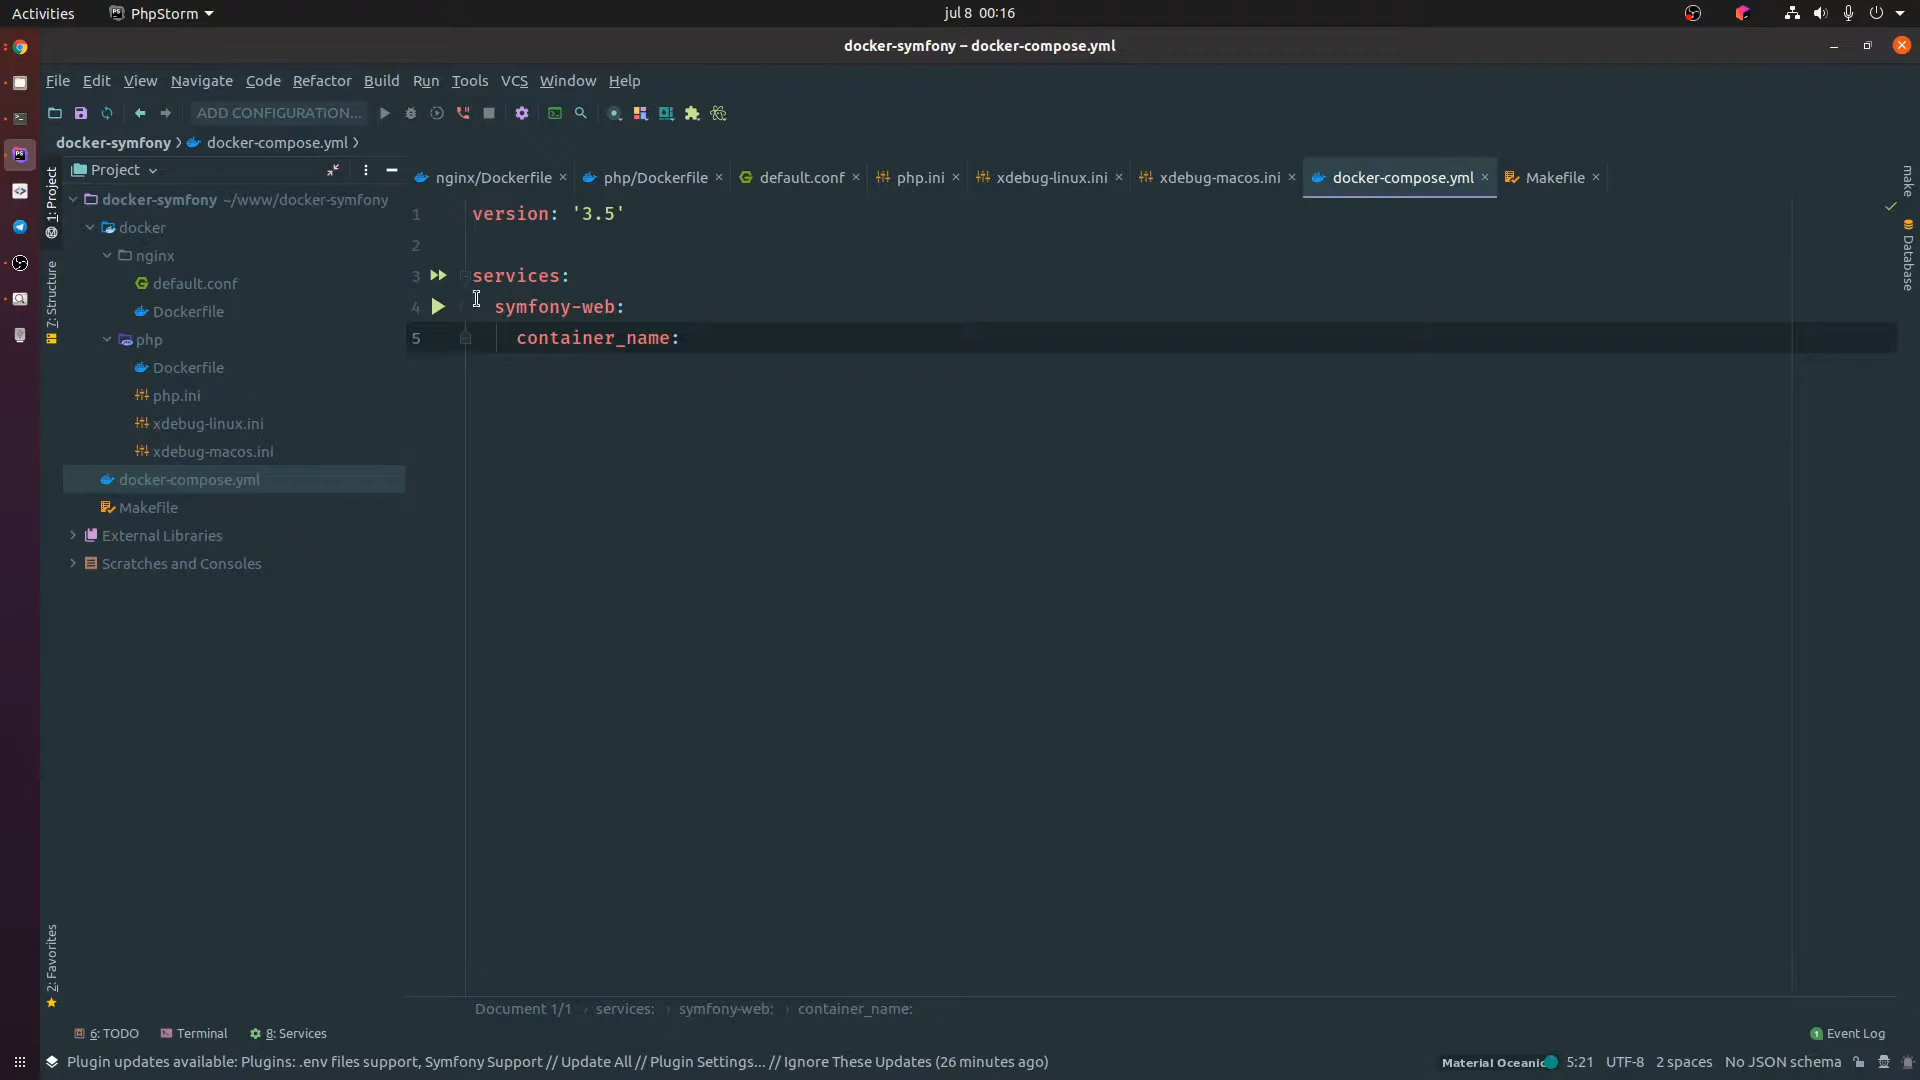 Activities PhpStorm jul 8 00:16
docker-symfony – docker-compose.yml
File Edit View Navigate Code Refactor Build Run Tools VCS Window Help
ADD CONFIGURATION...
docker-symfony docker-compose.yml
Project
nginx/Dockerfile php/Dockerfile default.conf php.ini xdebug-linux.ini xdebug-macos.ini docker-compose.yml Makefile
docker-symfony ~/www/docker-symfony
docker
nginx
default.conf
Dockerfile
php
Dockerfile
php.ini
xdebug-linux.ini
xdebug-macos.ini
docker-compose.yml
Makefile
External Libraries
Scratches and Consoles
1 version: '3.5'
2
3 services:
4 symfony-web:
5 container_name:
1: Project
7: Structure
2: Favorites
make
Database
Document 1/1 › services: › symfony-web: › container_name:
6: TODO Terminal 8: Services 1 Event Log
Plugin updates available: Plugins: .env files support, Symfony Support // Update All // Plugin Settings... // Ignore These Updates (26 minutes ago) Material Oceanic 5:21 UTF-8 2 spaces No JSON schema